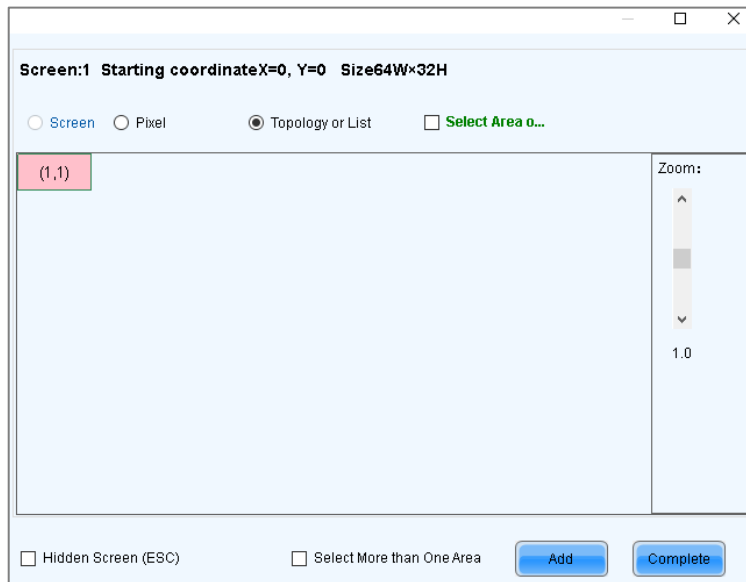 Screen:1 Starting coordinateX=0, Y=0 Size64W×32H
Screen Pixel Topology or List Select Area o...
(1,1)
Zoom:
1.0
Hidden Screen (ESC) Select More than One Area Add Complete